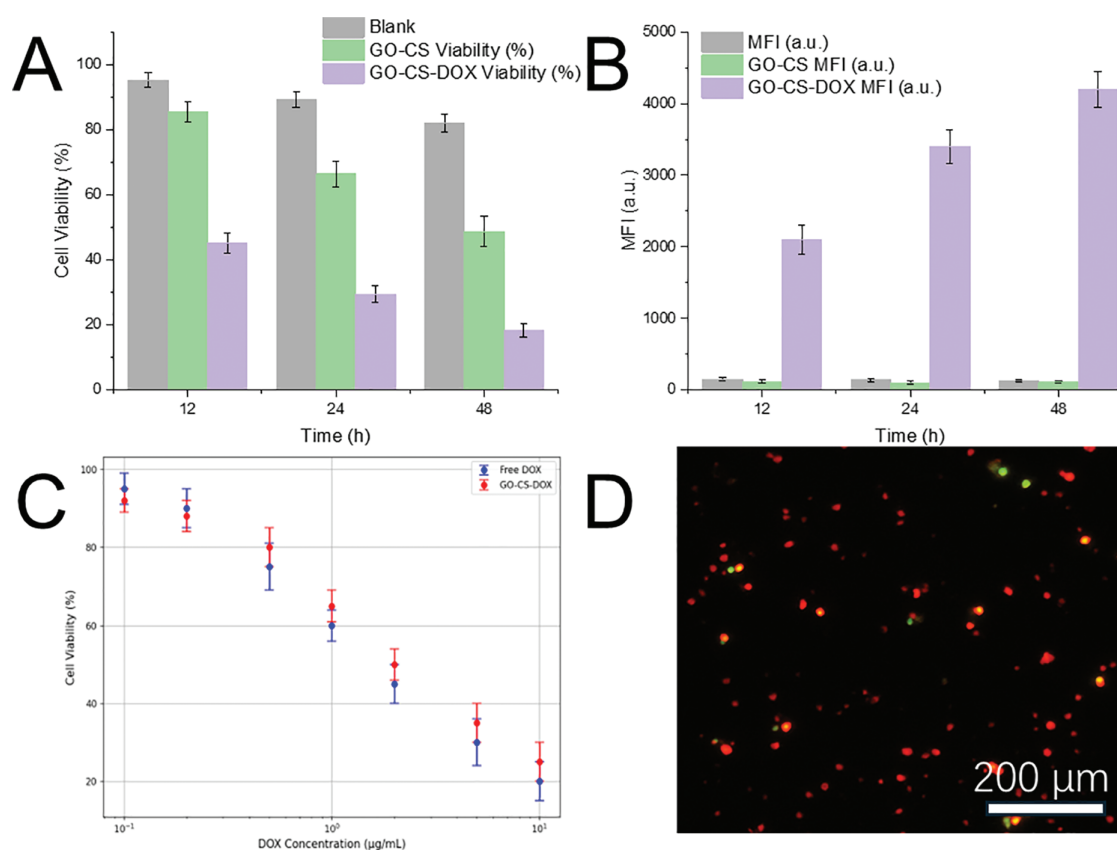 A
Blank
GO-CS Viability (%)
GO-CS-DOX Viability (%)
Cell Viability (%)
100
80
60
40
20
0
12
24
48
Time (h)
B
MFI (a.u.)
GO-CS MFI (a.u.)
GO-CS-DOX MFI (a.u.)
MFI (a.u.)
5000
4000
3000
2000
1000
0
12
24
48
Time (h)
C
Free DOX
GO-CS-DOX
Cell Viability (%)
100
80
60
40
20
10⁻¹
10⁰
10¹
DOX Concentration (µg/mL)
D
200 µm